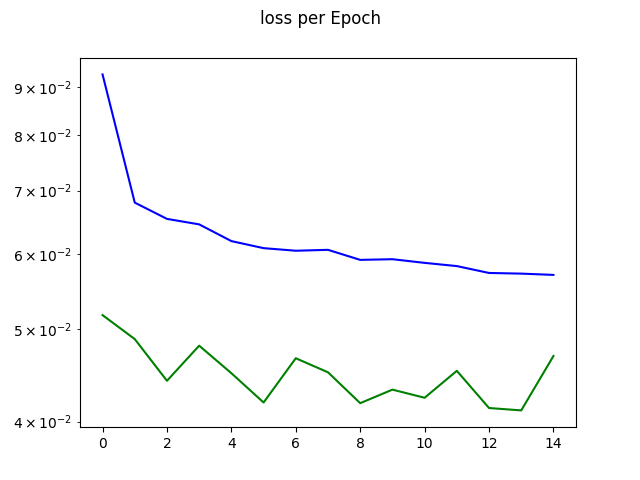 loss per Epoch
9 × 10⁻²
8 × 10⁻²
7 × 10⁻²
6 × 10⁻²
5 × 10⁻²
4 × 10⁻²
0 2 4 6 8 10 12 14